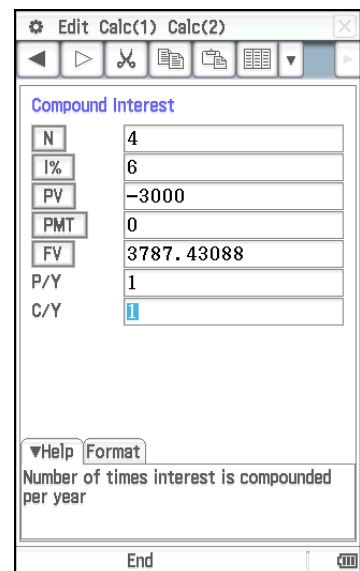 Edit Calc(1) Calc(2)
Compound Interest
N 4
I% 6
PV -3000
PMT 0
FV 3787.43088
P/Y 1
C/Y 1
▼Help Format
Number of times interest is compounded
per year
End